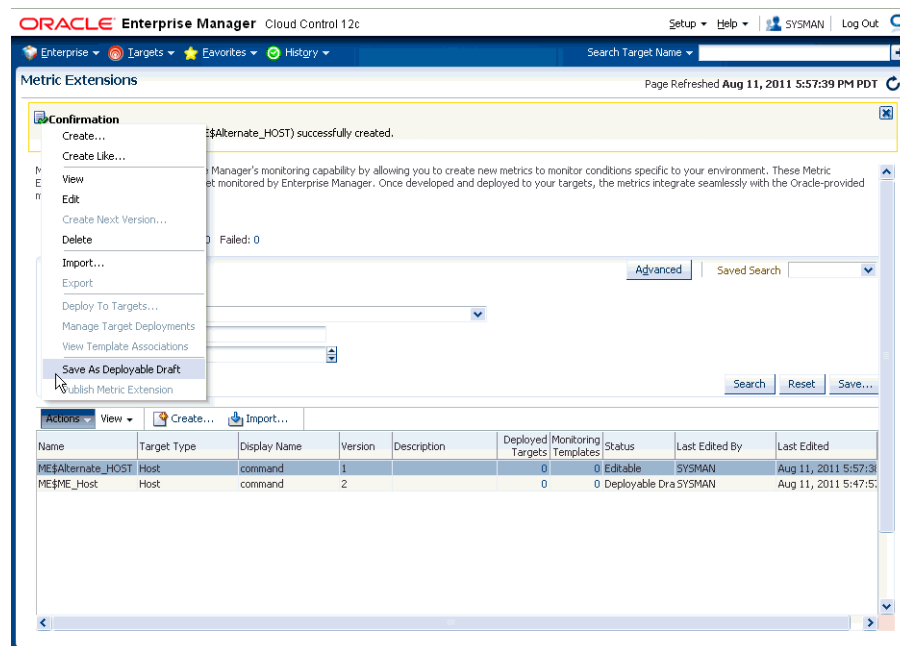 ORACLE Enterprise Manager Cloud Control 12c
Setup Help SYSMAN Log Out
Enterprise Targets Favorites History Search Target Name
Metric Extensions
Page Refreshed Aug 11, 2011 5:57:39 PM PDT
Confirmation
E$Alternate_HOST) successfully created.
Create...
Create Like...
View
Edit
Create Next Version...
Delete
Import...
Export
Deploy To Targets...
Manage Target Deployments
View Template Associations
Save As Deployable Draft
Publish Metric Extension
Manager's monitoring capability by allowing you to create new metrics to monitor conditions specific to your environment. These Metric
et monitored by Enterprise Manager. Once developed and deployed to your targets, the metrics integrate seamlessly with the Oracle-provided
Failed: 0
Advanced Saved Search
Search Reset Save...
Actions View Create... Import...
Name Target Type Display Name Version Description Deployed Targets Monitoring Templates Status Last Edited By Last Edited
ME$Alternate_HOST Host command 1 0 0 Editable SYSMAN Aug 11, 2011 5:57:3
ME$ME_Host Host command 2 0 0 Deployable Dra SYSMAN Aug 11, 2011 5:47:5